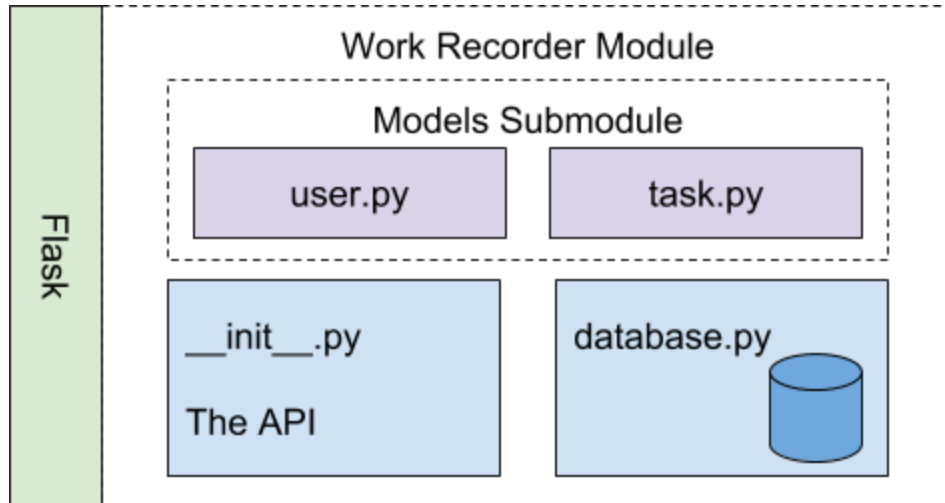 Work Recorder Module
Models Submodule
user.py
task.py
Flask
__init__.py
The API
database.py